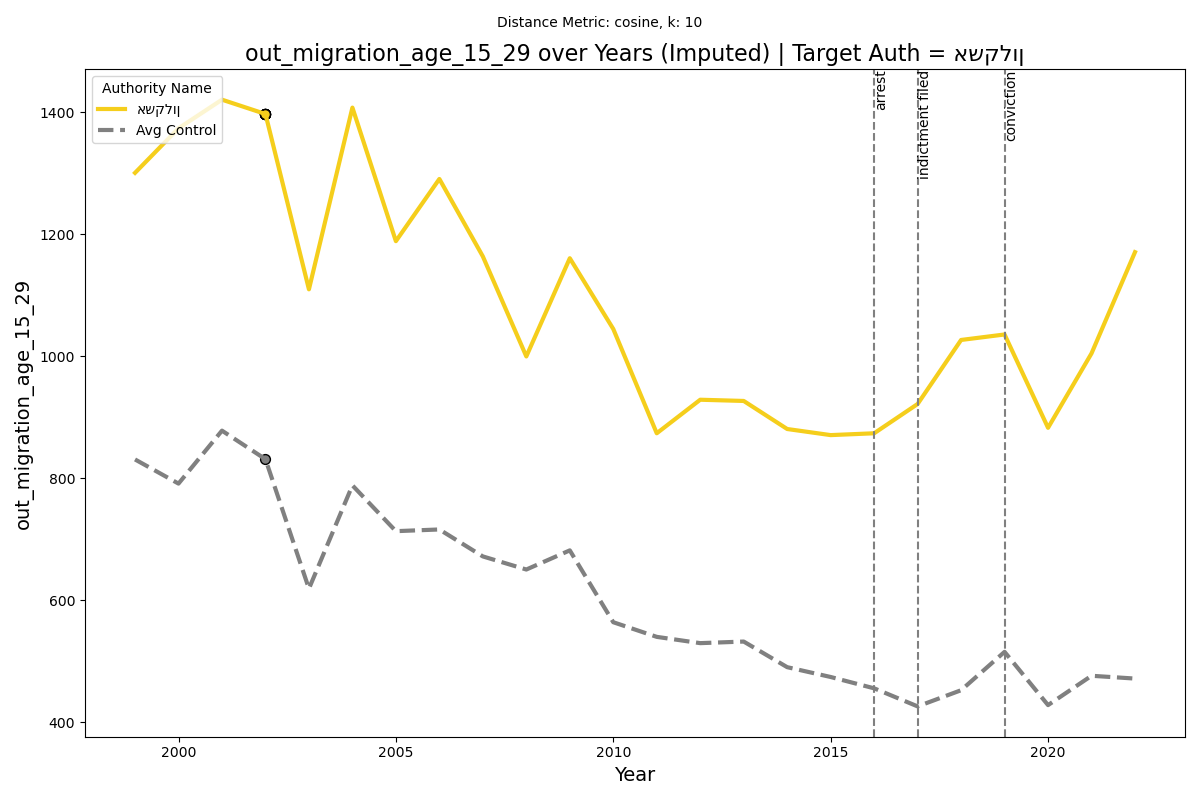 Distance Metric: cosine, k: 10
out_migration_age_15_29 over Years (Imputed) | Target Auth = אשקלון
Authority Name
אשקלון
Avg Control
arrest
indictment filed
conviction
out_migration_age_15_29
1400
1200
1000
800
600
400
2000
2005
2010
2015
2020
Year